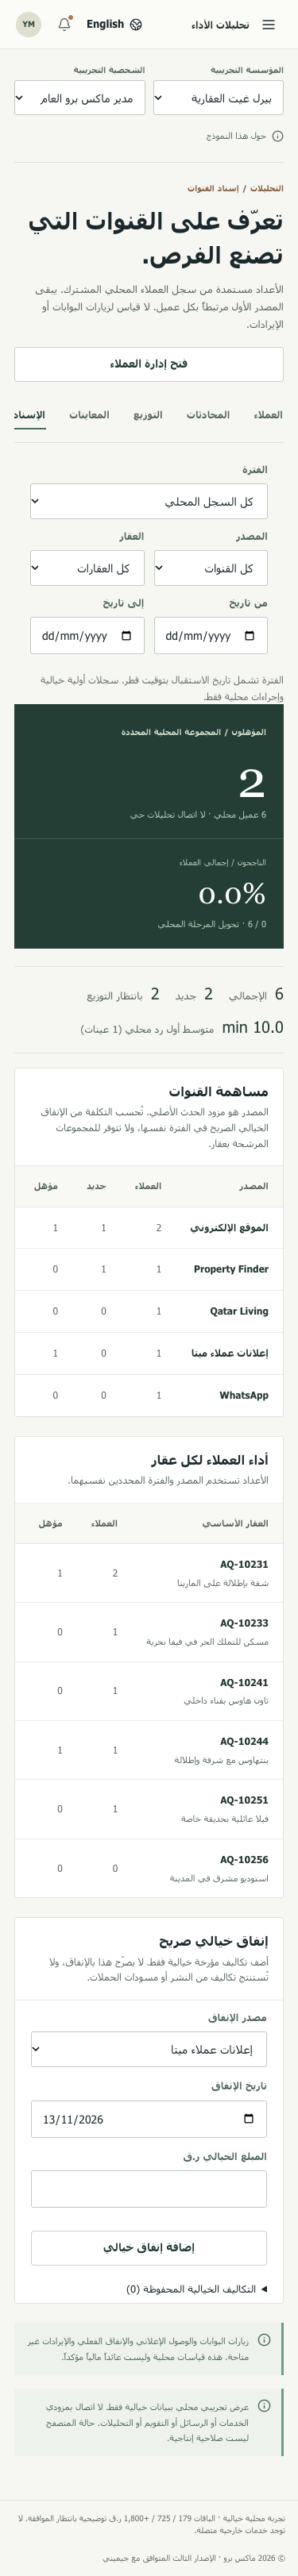 تحليلات الأداء
English
YM
المؤسسة التجريبية
الشخصية التجريبية
بيرل غيت العقارية
مدير ماكس برو العام
حول هذا النموذج
التحليلات / إسناد القنوات
تعرّف على القنوات التي
تصنع الفرص.
الأعداد مستمدة من سجل العملاء المحلي المشترك. يبقى
المصدر الأول مرتبطاً بكل عميل. لا قياس لزيارات البوابات أو
الإيرادات.
فتح إدارة العملاء
العملاء
المحادثات
التوزيع
المعاينات
الإسناد
الفترة
كل السجل المحلي
المصدر
العقار
كل القنوات
كل العقارات
من تاريخ
إلى تاريخ
dd/mm/yyyy
dd/mm/yyyy
الفترة تشمل تاريخ الاستقبال بتوقيت قطر. سجلات أولية خيالية
وإجراءات محلية فقط.
المؤهلون / المجموعة المحلية المحددة
2
6 عميل محلي · لا اتصال تحليلات حي
الناجحون / إجمالي العملاء
0.0%
0 / 6 · تحويل المرحلة المحلي
6 الإجمالي
2 جديد
2 بانتظار التوزيع
10.0 min متوسط أول رد محلي (1 عينات)
مساهمة القنوات
المصدر هو مزود الحدث الأصلي. تُحسب التكلفة من الإنفاق
الخيالي الصريح في الفترة نفسها، ولا تتوفر للمجموعات
المرشحة بعقار.
المصدر
العملاء
جديد
مؤهل
الموقع الإلكتروني
2
1
1
Property Finder
1
1
0
Qatar Living
1
0
0
إعلانات عملاء ميتا
1
0
1
WhatsApp
1
0
0
أداء العملاء لكل عقار
الأعداد تستخدم المصدر والفترة المحددين نفسيهما.
العقار الأساسي
العملاء
مؤهل
AQ-10231
شقة بإطلالة على المارينا
2
1
AQ-10233
مسكن للتملك الحر في فيفا بحرية
1
0
AQ-10241
تاون هاوس بفناء داخلي
1
0
AQ-10244
بنتهاوس مع شرفة وإطلالة
1
1
AQ-10251
فيلا عائلية بحديقة خاصة
1
0
AQ-10256
استوديو مشرق في المدينة
0
0
إنفاق خيالي صريح
أضف تكاليف مؤرخة خيالية فقط. لا يصرّح هذا بالإنفاق، ولا
تُستنتج تكاليف من النشر أو مسودات الحملات.
مصدر الإنفاق
إعلانات عملاء ميتا
تاريخ الإنفاق
13/11/2026
المبلغ الخيالي ر.ق
إضافة إنفاق خيالي
التكاليف الخيالية المحفوظة (0)
زيارات البوابات والوصول الإعلاني والإنفاق الفعلي والإيرادات غير
متاحة. هذه قياسات محلية وليست عائداً مالياً مؤكداً.
عرض تجريبي محلي ببيانات خيالية فقط. لا اتصال بمزودي
الخدمات أو الرسائل أو التقويم أو التحليلات. حالة المتصفح
ليست صلاحية إنتاجية.
تجربة محلية خيالية · الباقات 179 / 725 / +1,800 ر.ق توضيحية بانتظار الموافقة. لا
توجد خدمات خارجية متصلة.
© 2026 ماكس برو · الإصدار الثالث المتوافق مع جيميني